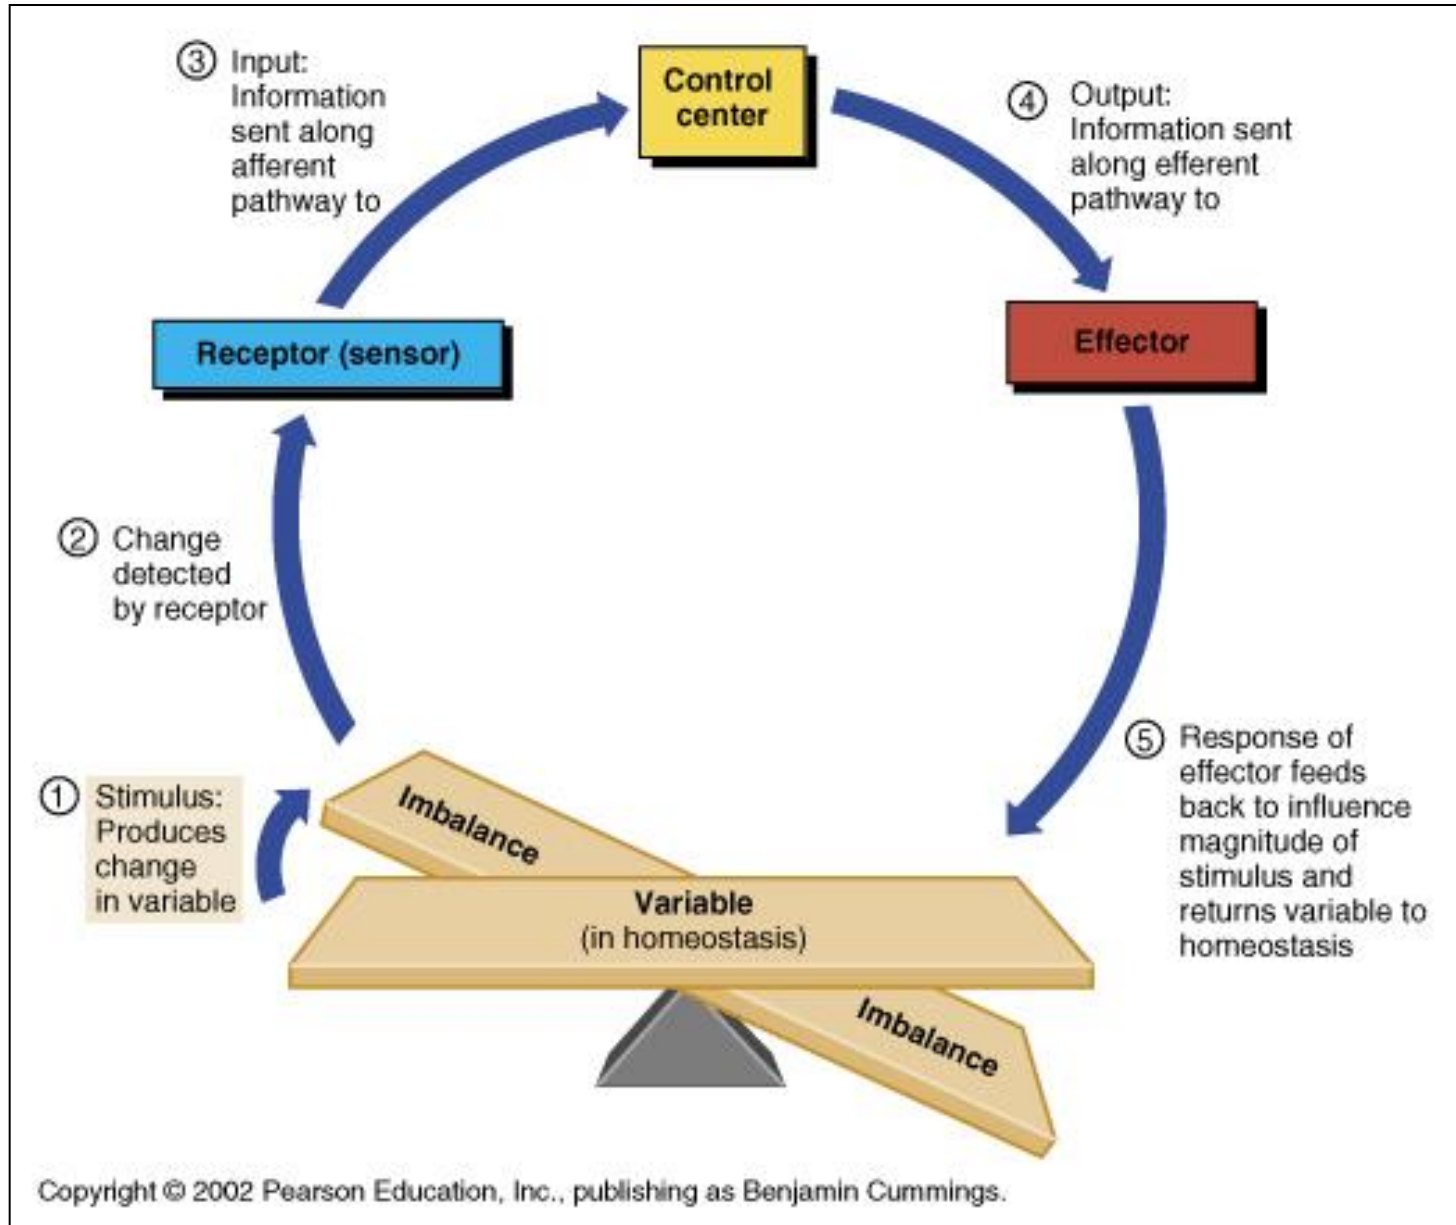 ③ Input:
Information
sent along
afferent
pathway to
Control
center
④ Output:
Information sent
along efferent
pathway to
Receptor (sensor)
Effector
② Change
detected
by receptor
① Stimulus:
Produces
change
in variable
Imbalance
Variable
(in homeostasis)
Imbalance
⑤ Response of
effector feeds
back to influence
magnitude of
stimulus and
returns variable to
homeostasis
Copyright © 2002 Pearson Education, Inc., publishing as Benjamin Cummings.